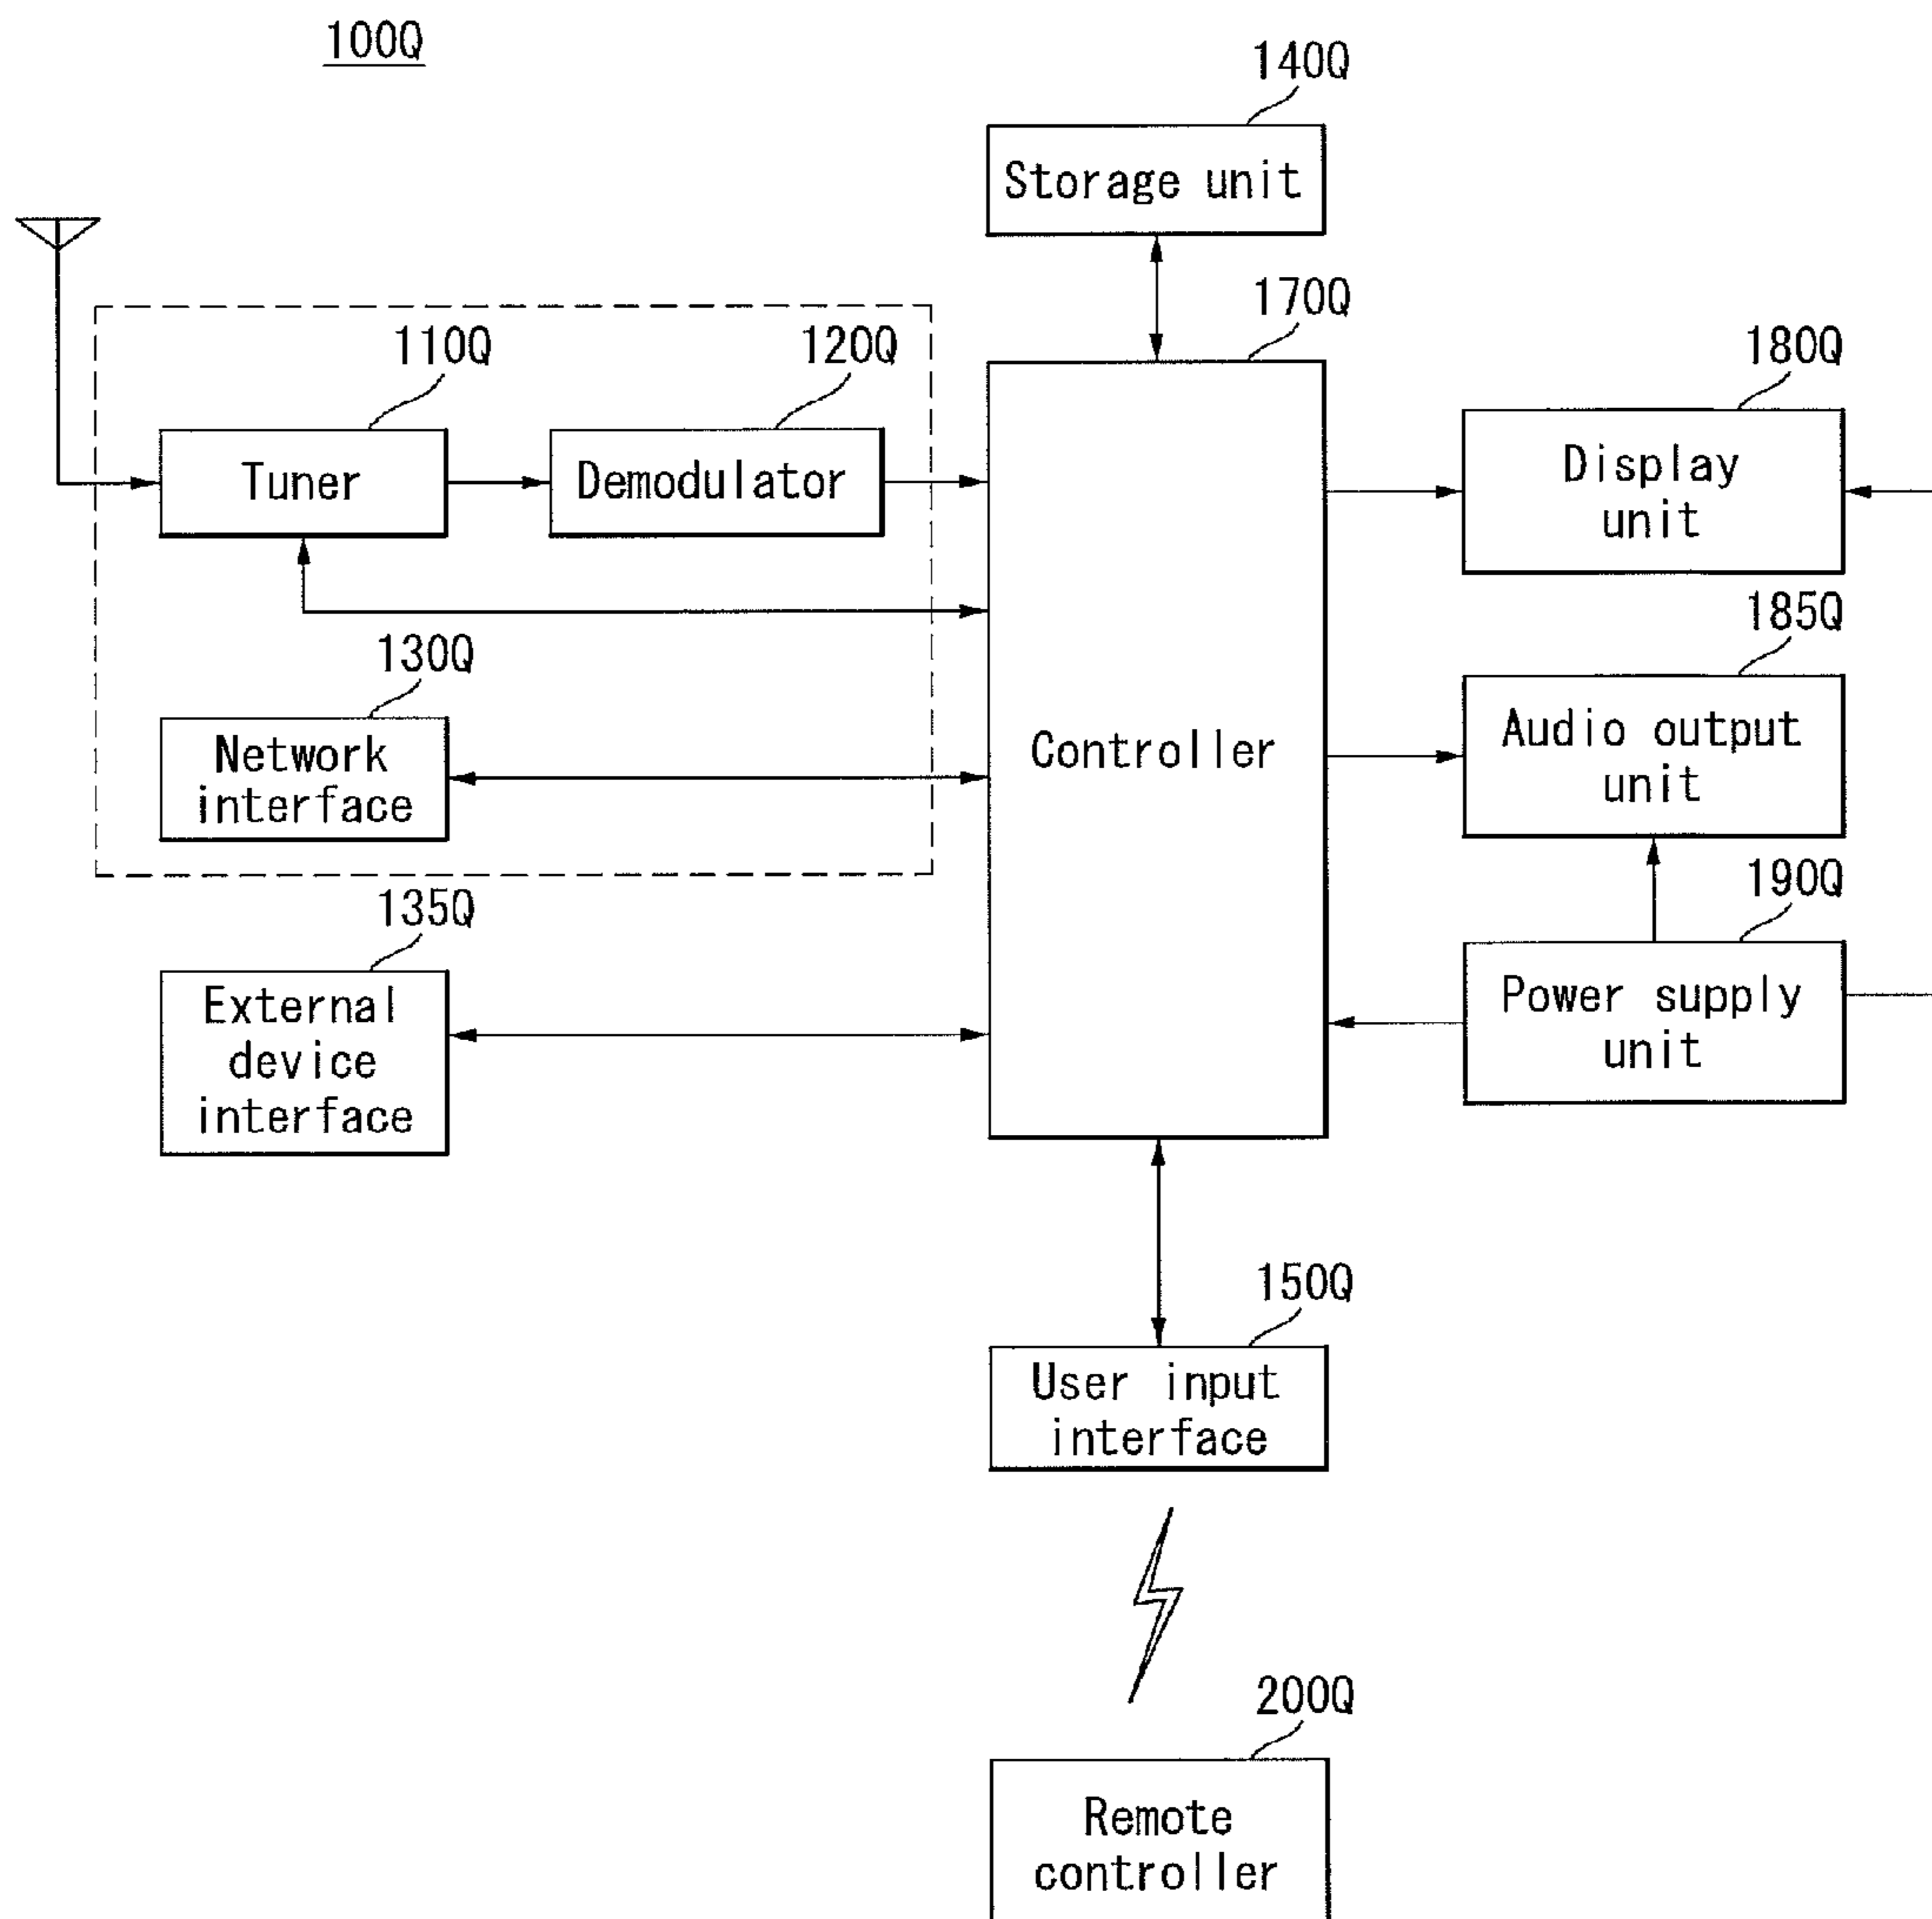 100Q
140Q
Storage unit
170Q
110Q
120Q
180Q
Tuner
Demodulator
Display
unit
130Q
185Q
Network
interface
Controller
Audio output
unit
135Q
190Q
External
device
interface
Power supply
unit
150Q
User input
interface
200Q
Remote
controller